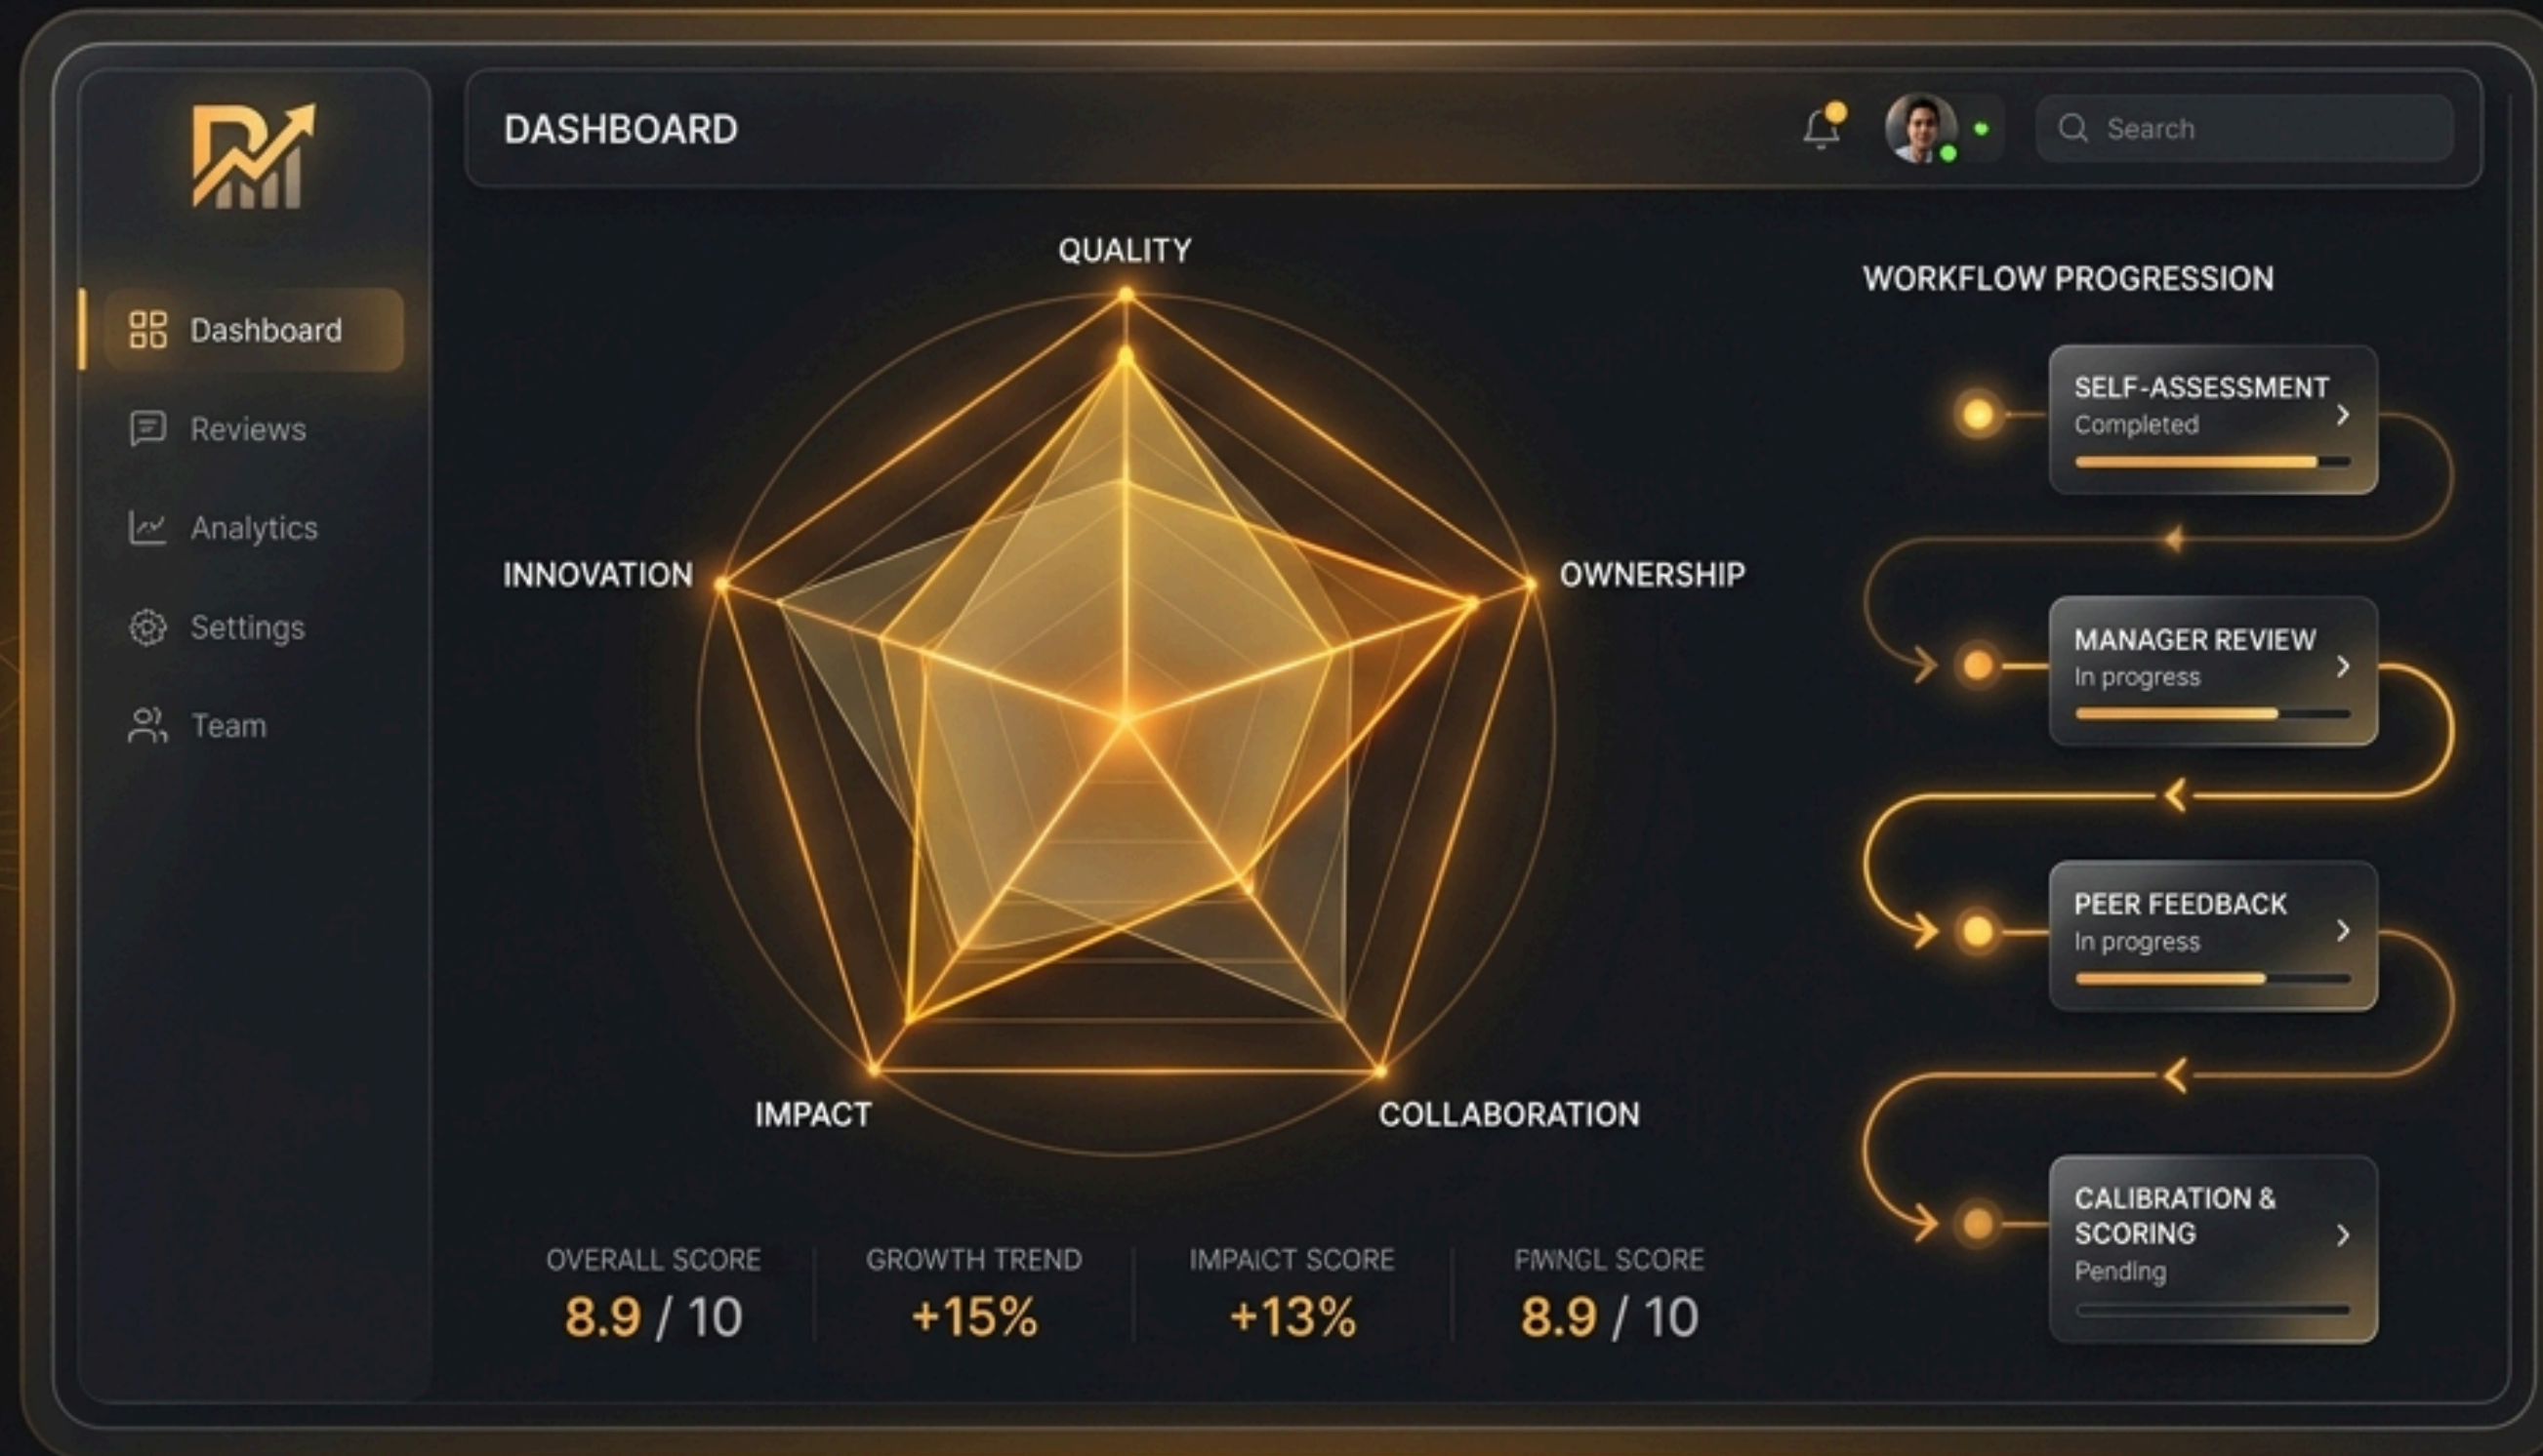 DASHBOARD
Search
Dashboard
Reviews
Analytics
Settings
Team
QUALITY
INNOVATION
OWNERSHIP
IMPACT
COLLABORATION
WORKFLOW PROGRESSION
SELF-ASSESSMENT
Completed
MANAGER REVIEW
In progress
PEER FEEDBACK
In progress
CALIBRATION &
SCORING
Pending
OVERALL SCORE
8.9 / 10
GROWTH TREND
+15%
IMPACT SCORE
+13%
SCORE
8.9 / 10